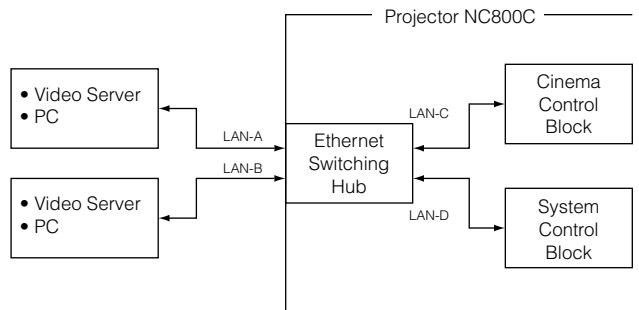 Projector NC800C
• Video Server
• PC
LAN-A
LAN-B
• Video Server
• PC
Ethernet
Switching
Hub
LAN-C
LAN-D
Cinema
Control
Block
System
Control
Block